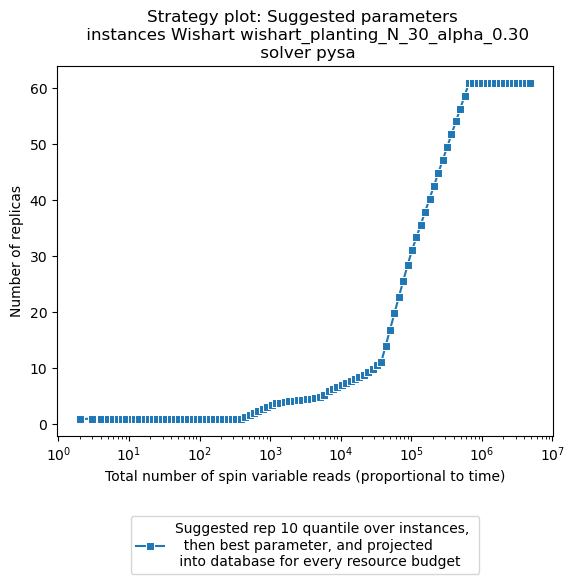 Strategy plot: Suggested parameters
instances Wishart wishart_planting_N_30_alpha_0.30
solver pysa
Number of replicas
60
50
40
30
20
10
0
10^0 10^1 10^2 10^3 10^4 10^5 10^6 10^7
Total number of spin variable reads (proportional to time)
Suggested rep 10 quantile over instances,
then best parameter, and projected
into database for every resource budget